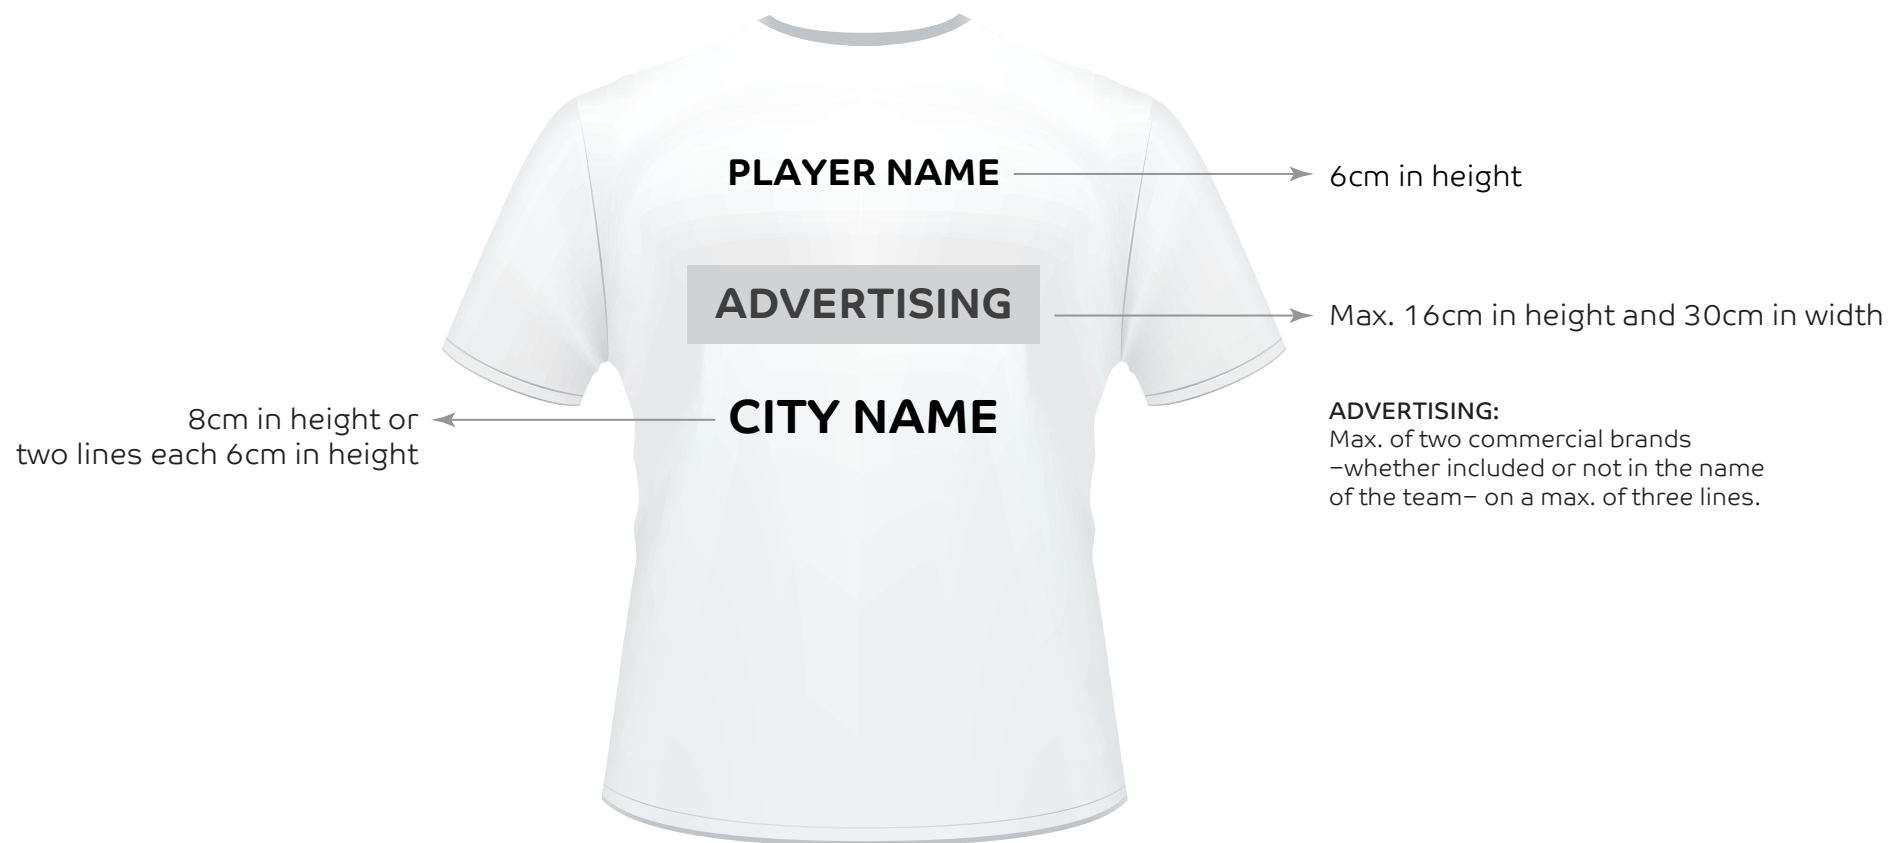 PLAYER NAME
6cm in height
ADVERTISING
Max. 16cm in height and 30cm in width
8cm in height or
two lines each 6cm in height
CITY NAME
ADVERTISING:
Max. of two commercial brands
–whether included or not in the name
of the team– on a max. of three lines.